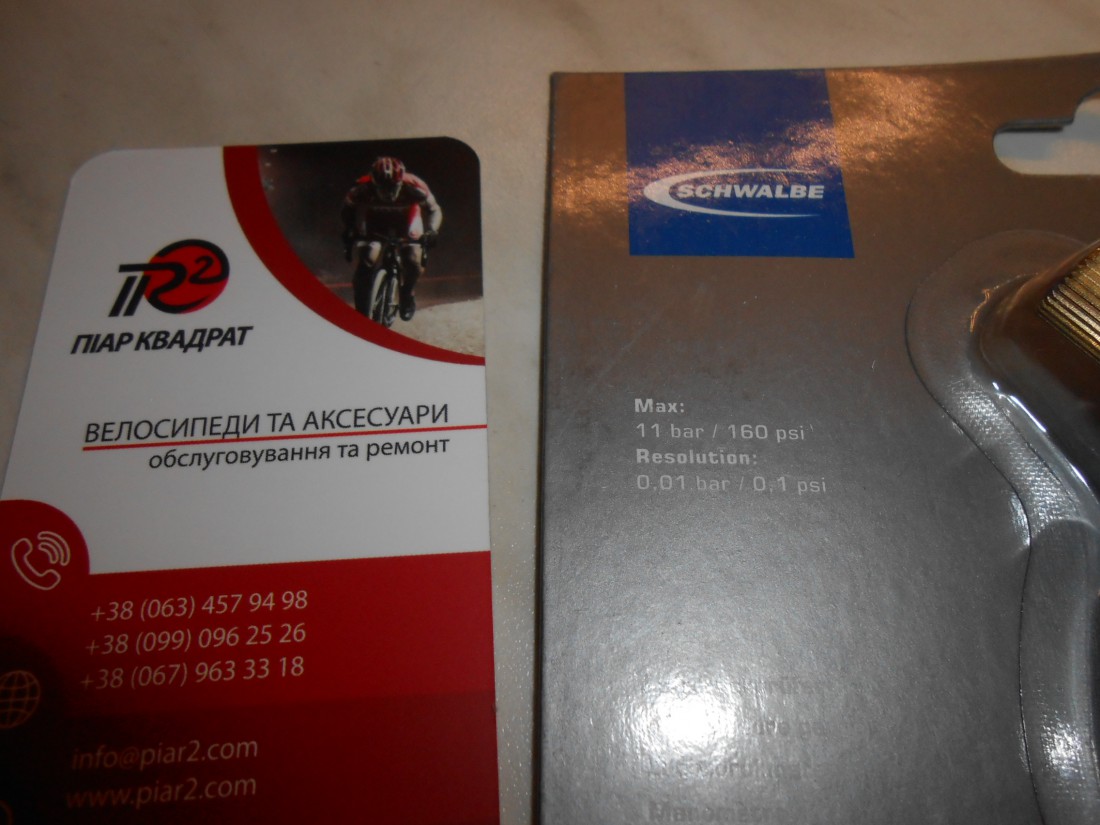 ПІАР КВАДРАТ
ВЕЛОСИПЕДИ ТА АКСЕСУАРИ
обслуговування та ремонт
+38 (063) 457 94 98
+38 (099) 096 25 26
+38 (067) 963 33 18
info@piar2.com
www.piar2.com
SCHWALBE
Max:
11 bar / 160 psi
Resolution:
0,01 bar / 0,1 psi